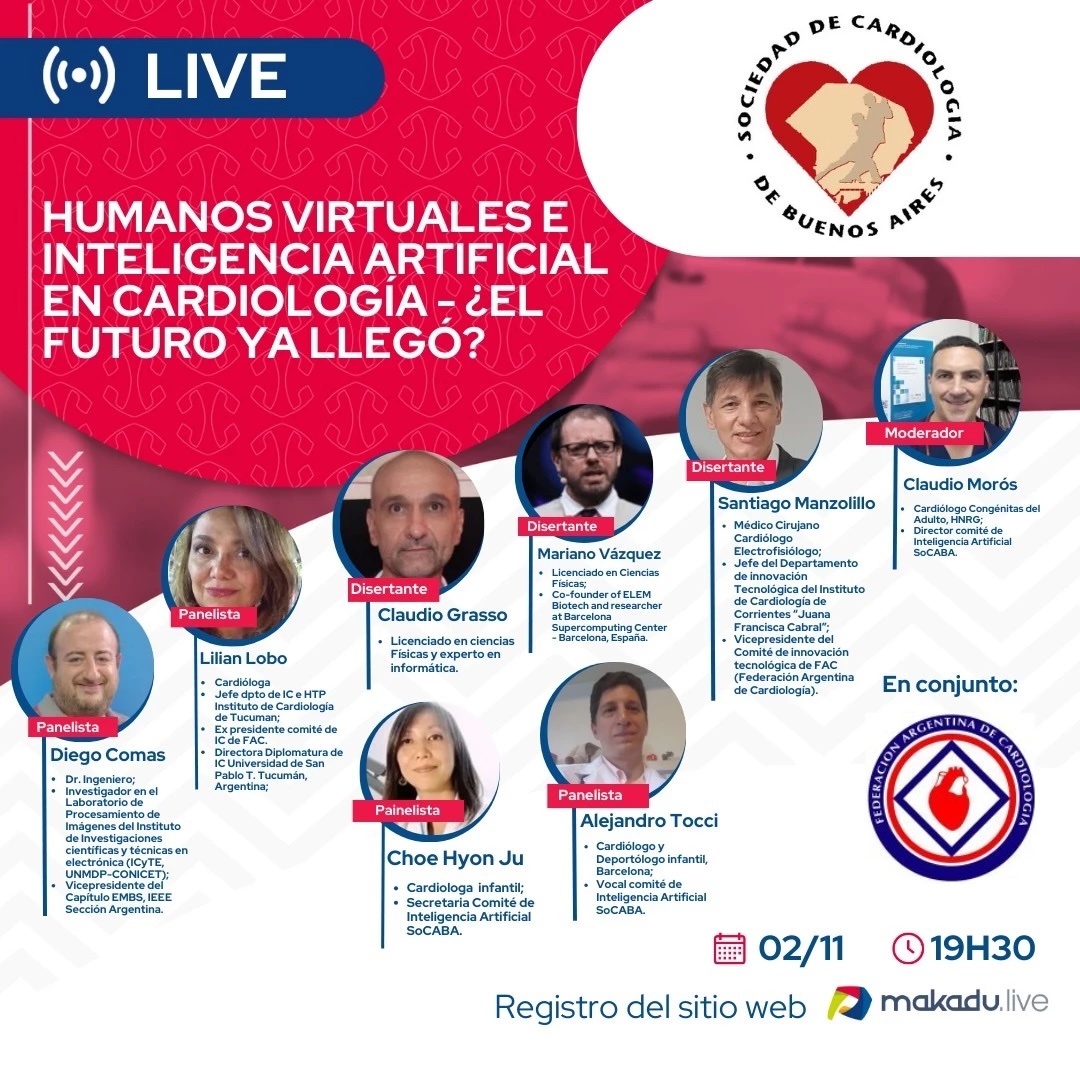 LIVE
SOCIEDAD DE CARDIOLOGIA
• DE BUENOS AIRES •
HUMANOS VIRTUALES E
INTELIGENCIA ARTIFICIAL
EN CARDIOLOGÍA - ¿EL
FUTURO YA LLEGÓ?
Moderador
Claudio Morós
• Cardiólogo Congénitas del
Adulto, HNRG;
• Director comité de
Inteligencia Artificial
SoCABA.
Disertante
Santiago Manzolillo
• Médico Cirujano
Cardiólogo
Electrofisiólogo;
• Jefe del Departamento
de innovación
Tecnológica del Instituto
de Cardiología de
Corrientes "Juana
Francisca Cabral";
• Vicepresidente del
Comité de innovación
tecnológica de FAC
(Federación Argentina
de Cardiología).
Disertante
Mariano Vázquez
• Licenciado en Ciencias
Físicas;
• Co-founder of ELEM
Biotech and researcher
at Barcelona
Supercomputing Center
- Barcelona, España.
Disertante
Claudio Grasso
• Licenciado en ciencias
Físicas y experto en
informática.
Panelista
Lilian Lobo
• Cardióloga
• Jefe dpto de IC e HTP
Instituto de Cardiología
de Tucuman;
• Ex presidente comité de
IC de FAC.
• Directora Diplomatura de
IC Universidad de San
Pablo T. Tucumán,
Argentina;
Panelista
Diego Comas
• Dr. Ingeniero;
• Investigador en el
Laboratorio de
Procesamiento de
Imágenes del Instituto
de Investigaciones
científicas y técnicas en
electrónica (ICyTE,
UNMDP-CONICET);
• Vicepresidente del
Capítulo EMBS, IEEE
Sección Argentina.
Painelista
Choe Hyon Ju
• Cardiologa infantil;
• Secretaria Comité de
Inteligencia Artificial
SoCABA.
Panelista
Alejandro Tocci
• Cardiólogo y
Deportólogo infantil,
Barcelona;
• Vocal comité de
Inteligencia Artificial
SoCABA.
En conjunto:
FEDERACIÓN ARGENTINA DE CARDIOLOGÍA
02/11
19H30
Registro del sitio web
makadu.live